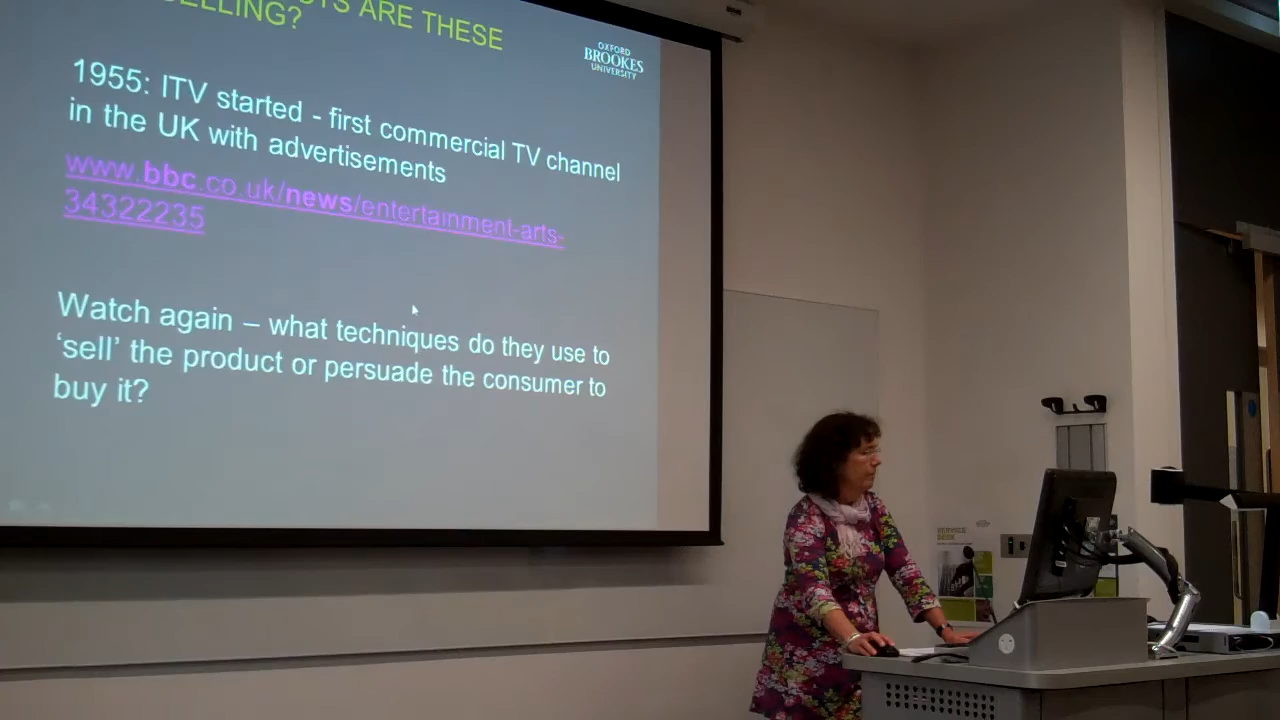 ARE THESE
SELLING?
OXFORD
BROOKES
UNIVERSITY
1955: ITV started - first commercial TV channel
in the UK with advertisements
www.bbc.co.uk/news/entertainment-arts-
34322235
Watch again – what techniques do they use to
‘sell’ the product or persuade the consumer to
buy it?
SERVICE
DESK